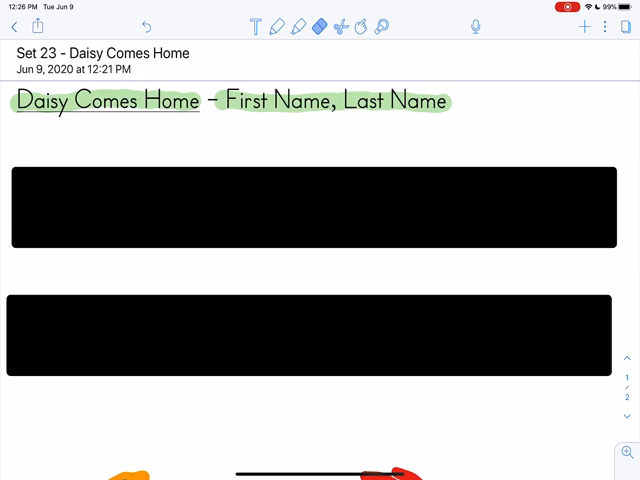 12:26 PM Tue Jun 9
99%
T
Set 23 - Daisy Comes Home
Jun 9, 2020 at 12:21 PM
Daisy Comes Home - First Name, Last Name
1
/
2